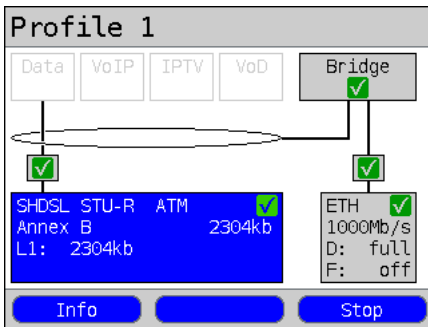 Profile 1
Data VoIP IPTV VoD Bridge
SHDSL STU-R ATM
Annex B 2304kb
L1: 2304kb
ETH
1000Mb/s
D: full
F: off
Info Stop